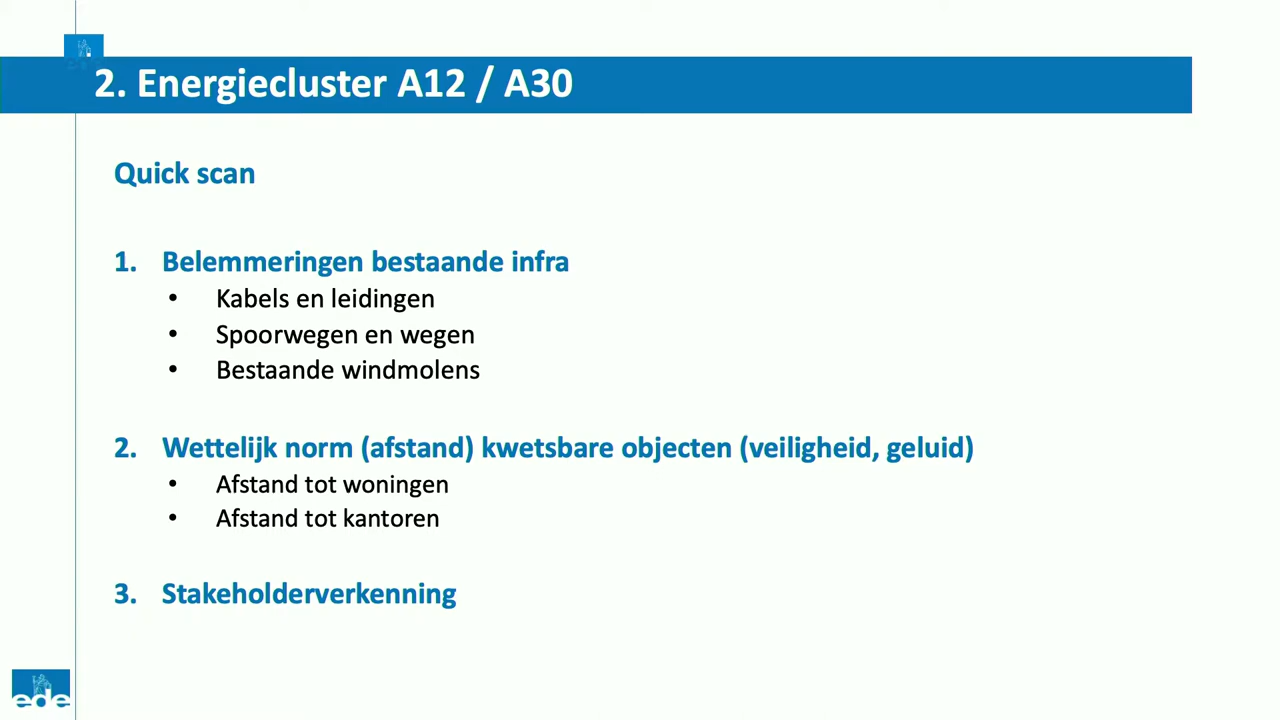 2. Energiecluster A12 / A30
Quick scan
1. Belemmeringen bestaande infra
• Kabels en leidingen
• Spoorwegen en wegen
• Bestaande windmolens
2. Wettelijk norm (afstand) kwetsbare objecten (veiligheid, geluid)
• Afstand tot woningen
• Afstand tot kantoren
3. Stakeholderverkenning
ede